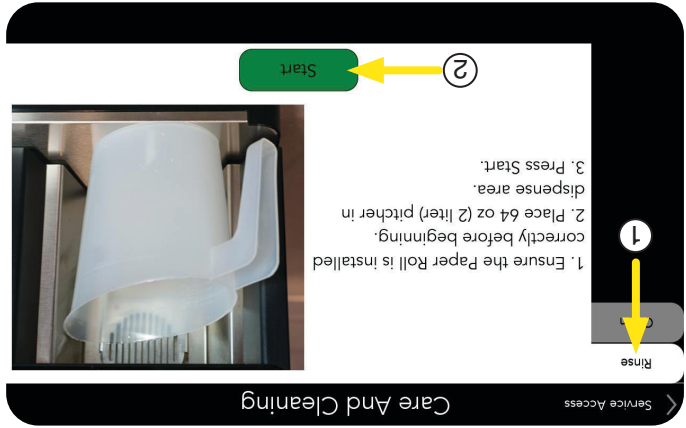 Service Access
Care And Cleaning
Rinse
1
1. Ensure the Paper Roll is installed
correctly before beginning.
2. Place 64 oz (2 liter) pitcher in
dispense area.
3. Press Start.
2
Start